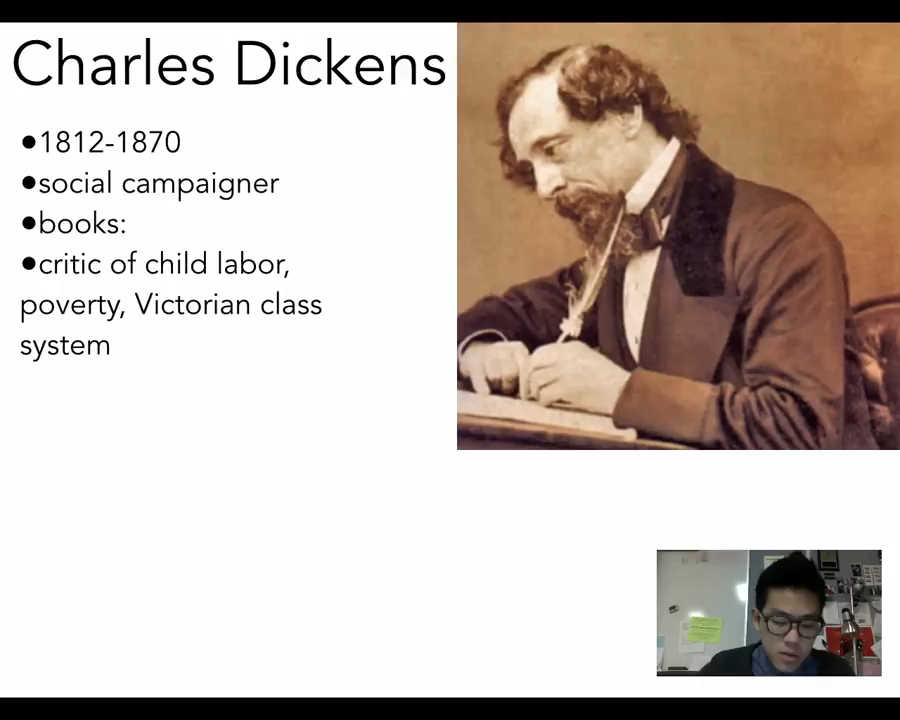 Charles Dickens
●1812-1870
●social campaigner
●books:
●critic of child labor,
poverty, Victorian class
system